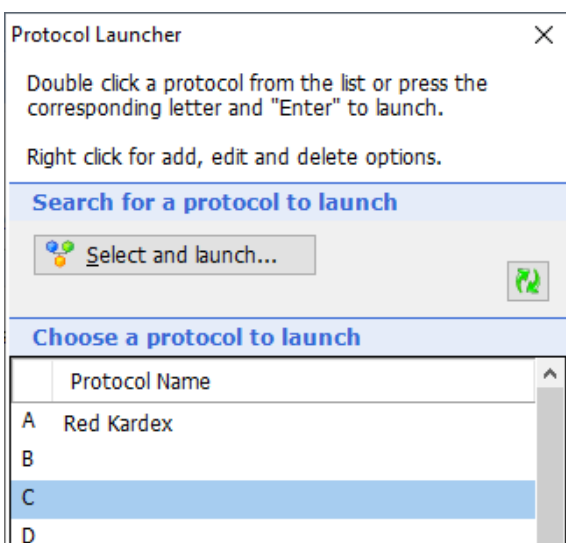 Protocol Launcher
Double click a protocol from the list or press the
corresponding letter and "Enter" to launch.
Right click for add, edit and delete options.
Search for a protocol to launch
Select and launch...
Choose a protocol to launch
Protocol Name
A Red Kardex
B
C
D